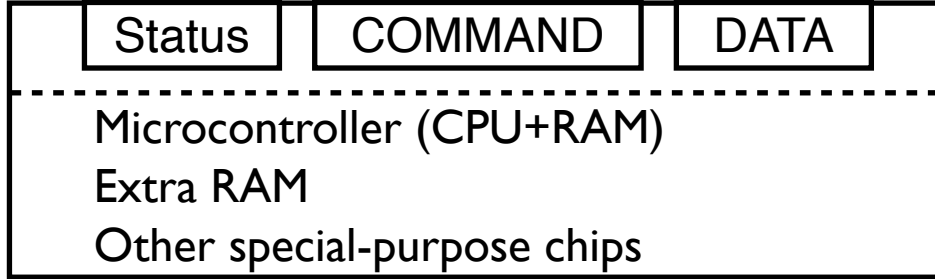 Status COMMAND DATA
Microcontroller (CPU+RAM)
Extra RAM
Other special-purpose chips